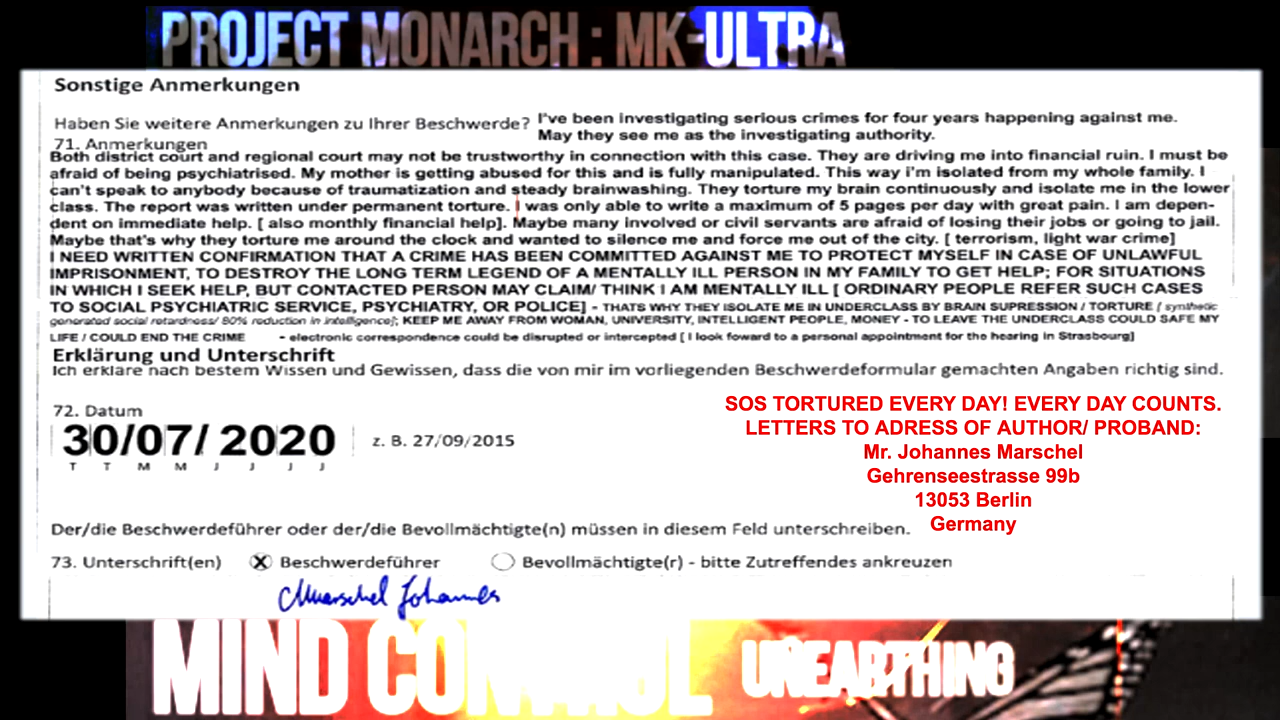 PROJECT MONARCH : MK-ULTRA
Sonstige Anmerkungen
Haben Sie weitere Anmerkungen zu Ihrer Beschwerde? I've been investigating serious crimes for four years happening against me.
May they see me as the investigating authority.
71. Anmerkungen
Both district court and regional court may not be trustworthy in connection with this case. They are driving me into financial ruin. I must be
afraid of being psychiatrised. My mother is getting abused for this and is fully manipulated. This way i'm isolated from my whole family. I
can't speak to anybody because of traumatization and steady brainwashing. They torture my brain continuously and isolate me in the lower
class. The report was written under permanent torture. I was only able to write a maximum of 5 pages per day with great pain. I am depen-
dent on immediate help. [ also monthly financial help]. Maybe many involved or civil servants are afraid of losing their jobs or going to jail.
Maybe that's why they torture me around the clock and wanted to silence me and force me out of the city. [ terrorism, light war crime]
I NEED WRITTEN CONFIRMATION THAT A CRIME HAS BEEN COMMITTED AGAINST ME TO PROTECT MYSELF IN CASE OF UNLAWFUL
IMPRISONMENT, TO DESTROY THE LONG TERM LEGEND OF A MENTALLY ILL PERSON IN MY FAMILY TO GET HELP; FOR SITUATIONS
IN WHICH I SEEK HELP, BUT CONTACTED PERSON MAY CLAIM/ THINK I AM MENTALLY ILL [ ORDINARY PEOPLE REFER SUCH CASES
TO SOCIAL PSYCHIATRIC SERVICE, PSYCHIATRY, OR POLICE] - THATS WHY THEY ISOLATE ME IN UNDERCLASS BY BRAIN SUPRESSION / TORTURE [ synthetic
generated social retardness/ 80% reduction in intelligence]; KEEP ME AWAY FROM WOMAN, UNIVERSITY, INTELLIGENT PEOPLE, MONEY - TO LEAVE THE UNDERCLASS COULD SAFE MY
LIFE / COULD END THE CRIME - electronic correspondence could be disrupted or intercepted [ I look forward to a personal appointment for the hearing in Strasbourg]
Erklärung und Unterschrift
Ich erkläre nach bestem Wissen und Gewissen, dass die von mir im vorliegenden Beschwerdeformular gemachten Angaben richtig sind.
72. Datum
30/07/ 2020 z. B. 27/09/2015
T T M M J J J J
SOS TORTURED EVERY DAY! EVERY DAY COUNTS.
LETTERS TO ADRESS OF AUTHOR/ PROBAND:
Mr. Johannes Marschel
Gehrenseestrasse 99b
13053 Berlin
Germany
Der/die Beschwerdeführer oder der/die Bevollmächtigte(n) müssen in diesem Feld unterschreiben.
73. Unterschrift(en) Beschwerdeführer Bevollmächtigte(r) - bitte Zutreffendes ankreuzen
Marschel Johannes
MIND CONTROL UNEARTHING